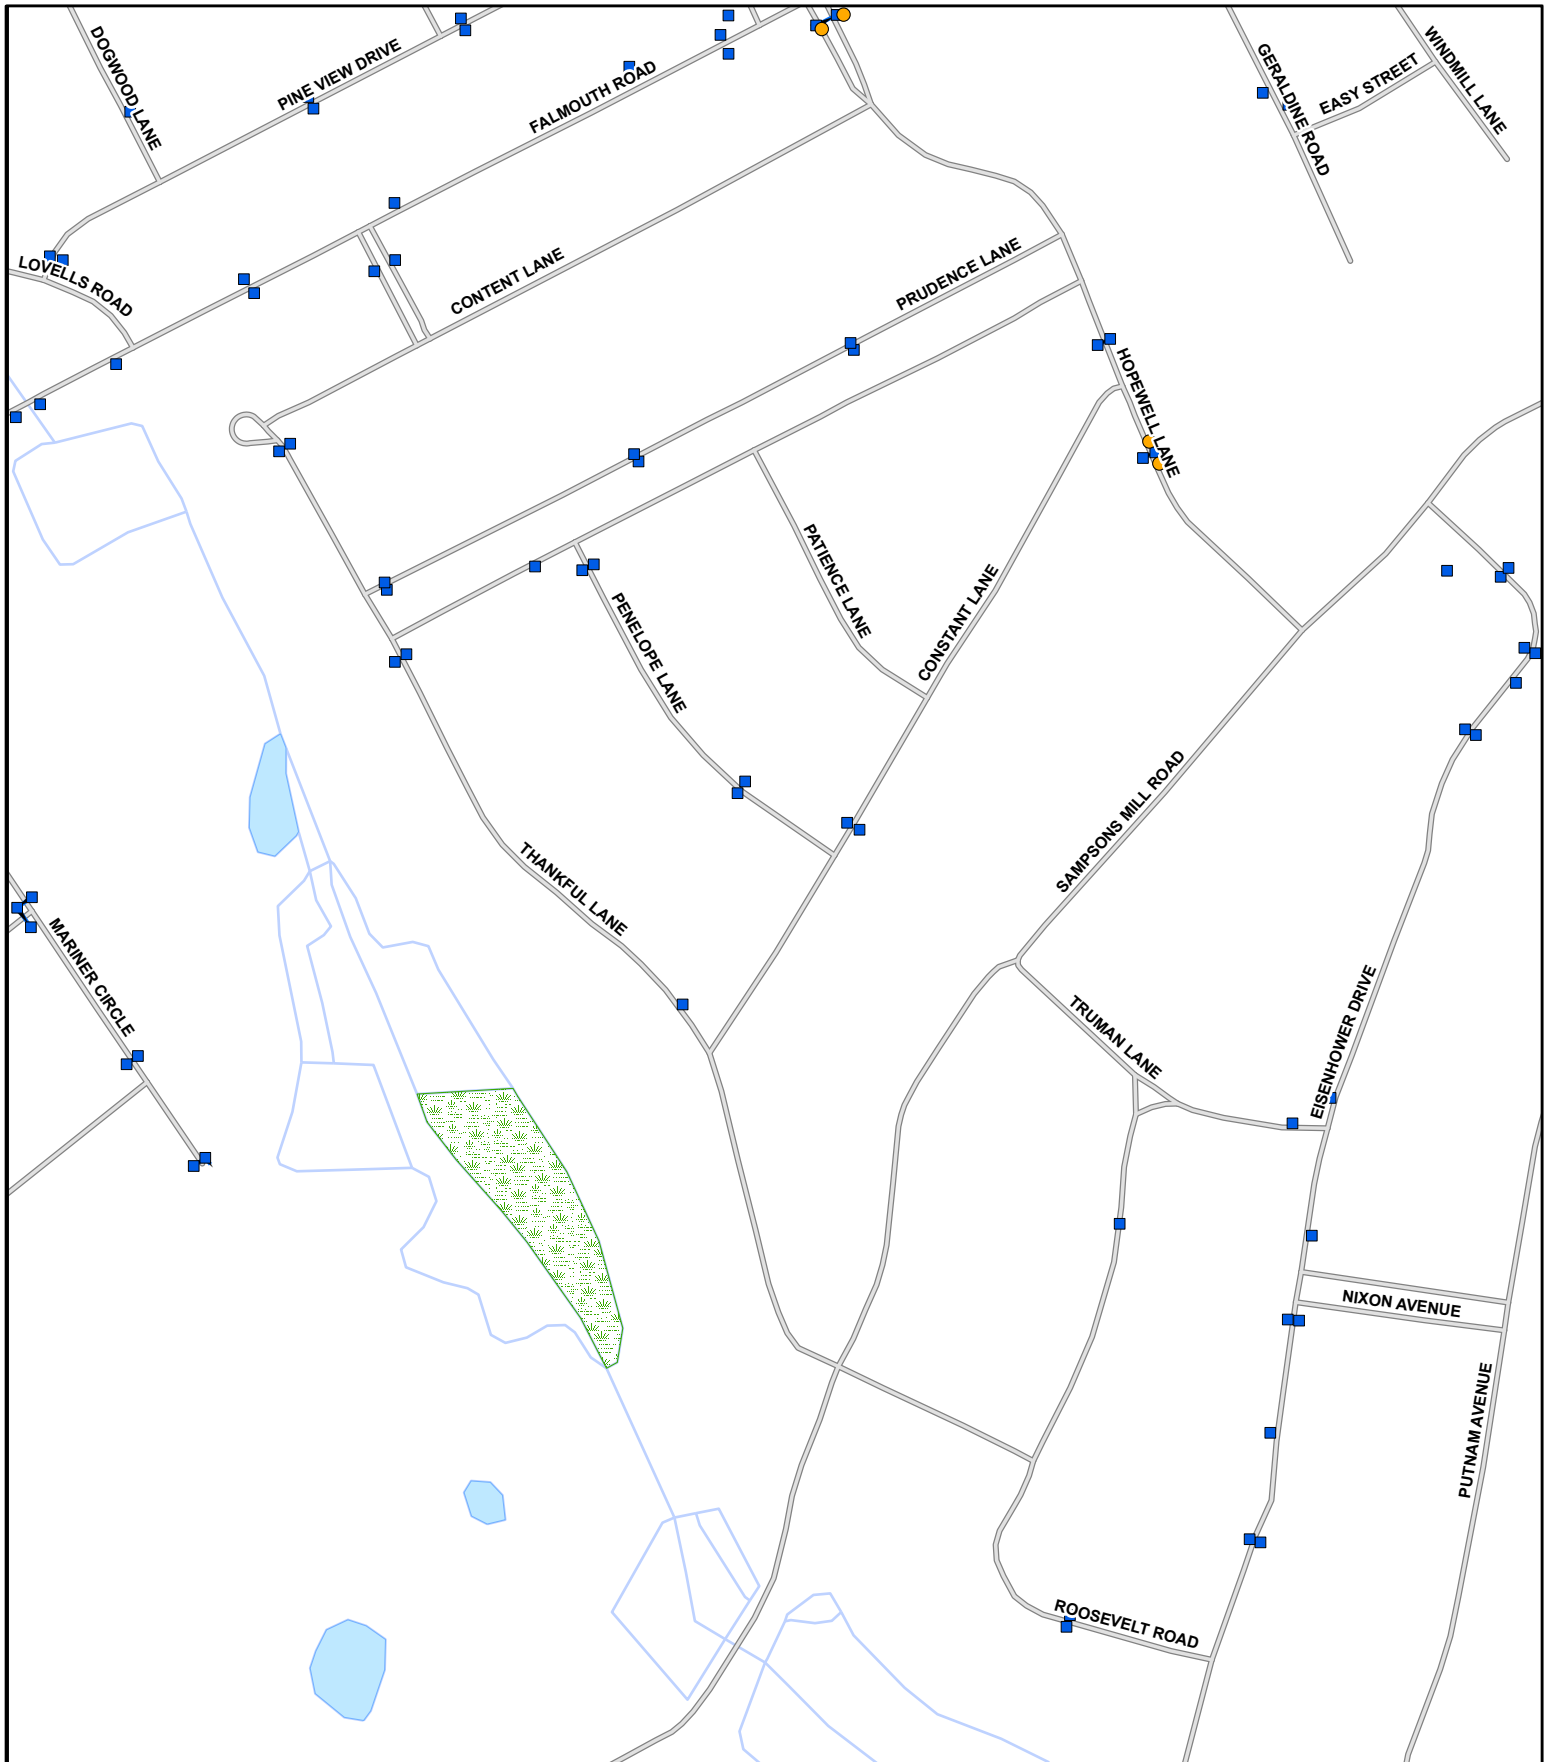 DOGWOOD LANE
PINE VIEW DRIVE
FALMOUTH ROAD
GERALDINE ROAD
EASY STREET
WINDMILL LANE
LOVELLS ROAD
CONTENT LANE
PRUDENCE LANE
HOPEWELL LANE
PATIENCE LANE
CONSTANT LANE
PENELOPE LANE
SAMPSONS MILL ROAD
THANKFUL LANE
MARINER CIRCLE
TRUMAN LANE
EISENHOWER DRIVE
NIXON AVENUE
PUTNAM AVENUE
ROOSEVELT ROAD